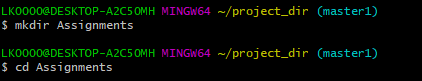 LKOOOO@DESKTOP-A2C5OMH MINGW64 ~/project_dir (master1)
$ mkdir Assignments
LKOOOO@DESKTOP-A2C5OMH MINGW64 ~/project_dir (master1)
$ cd Assignments